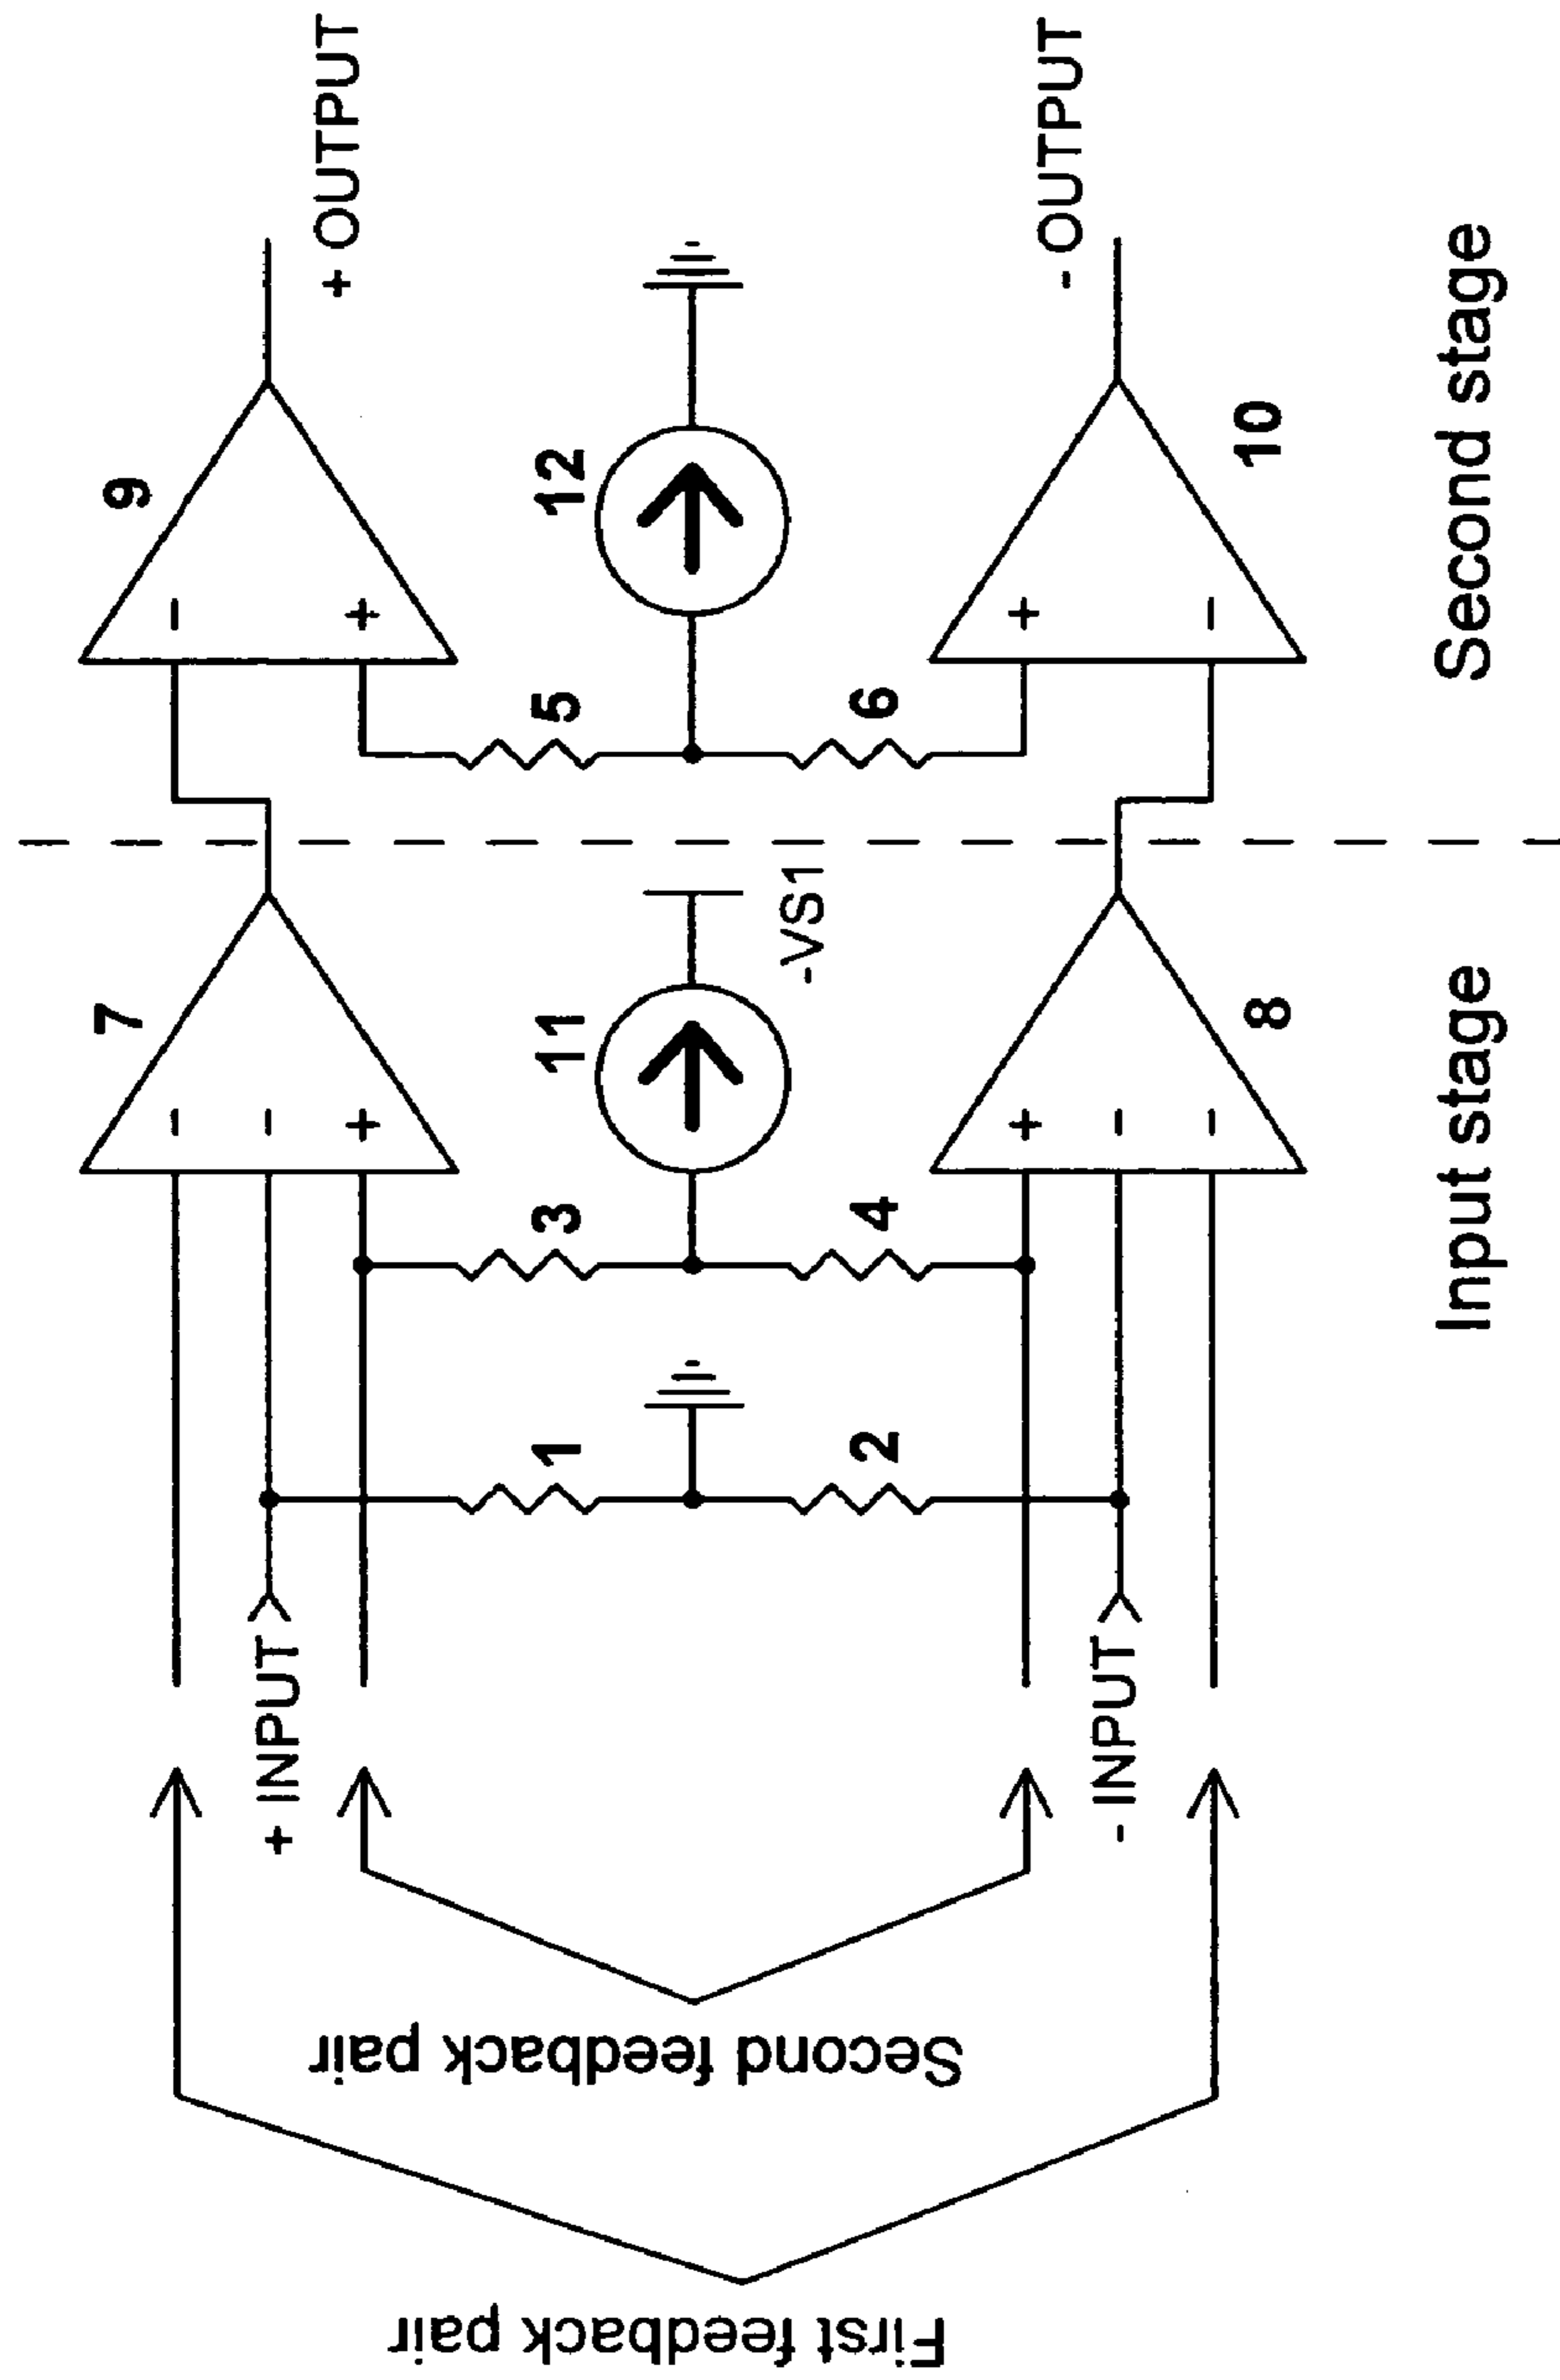 First feedback pair
Second feedback pair
+ INPUT
- INPUT
1
2
3
4
-
-
+
7
+
-
-
8
11
-VS1
5
6
-
+
9
+
-
10
12
+ OUTPUT
- OUTPUT
Input stage
Second stage